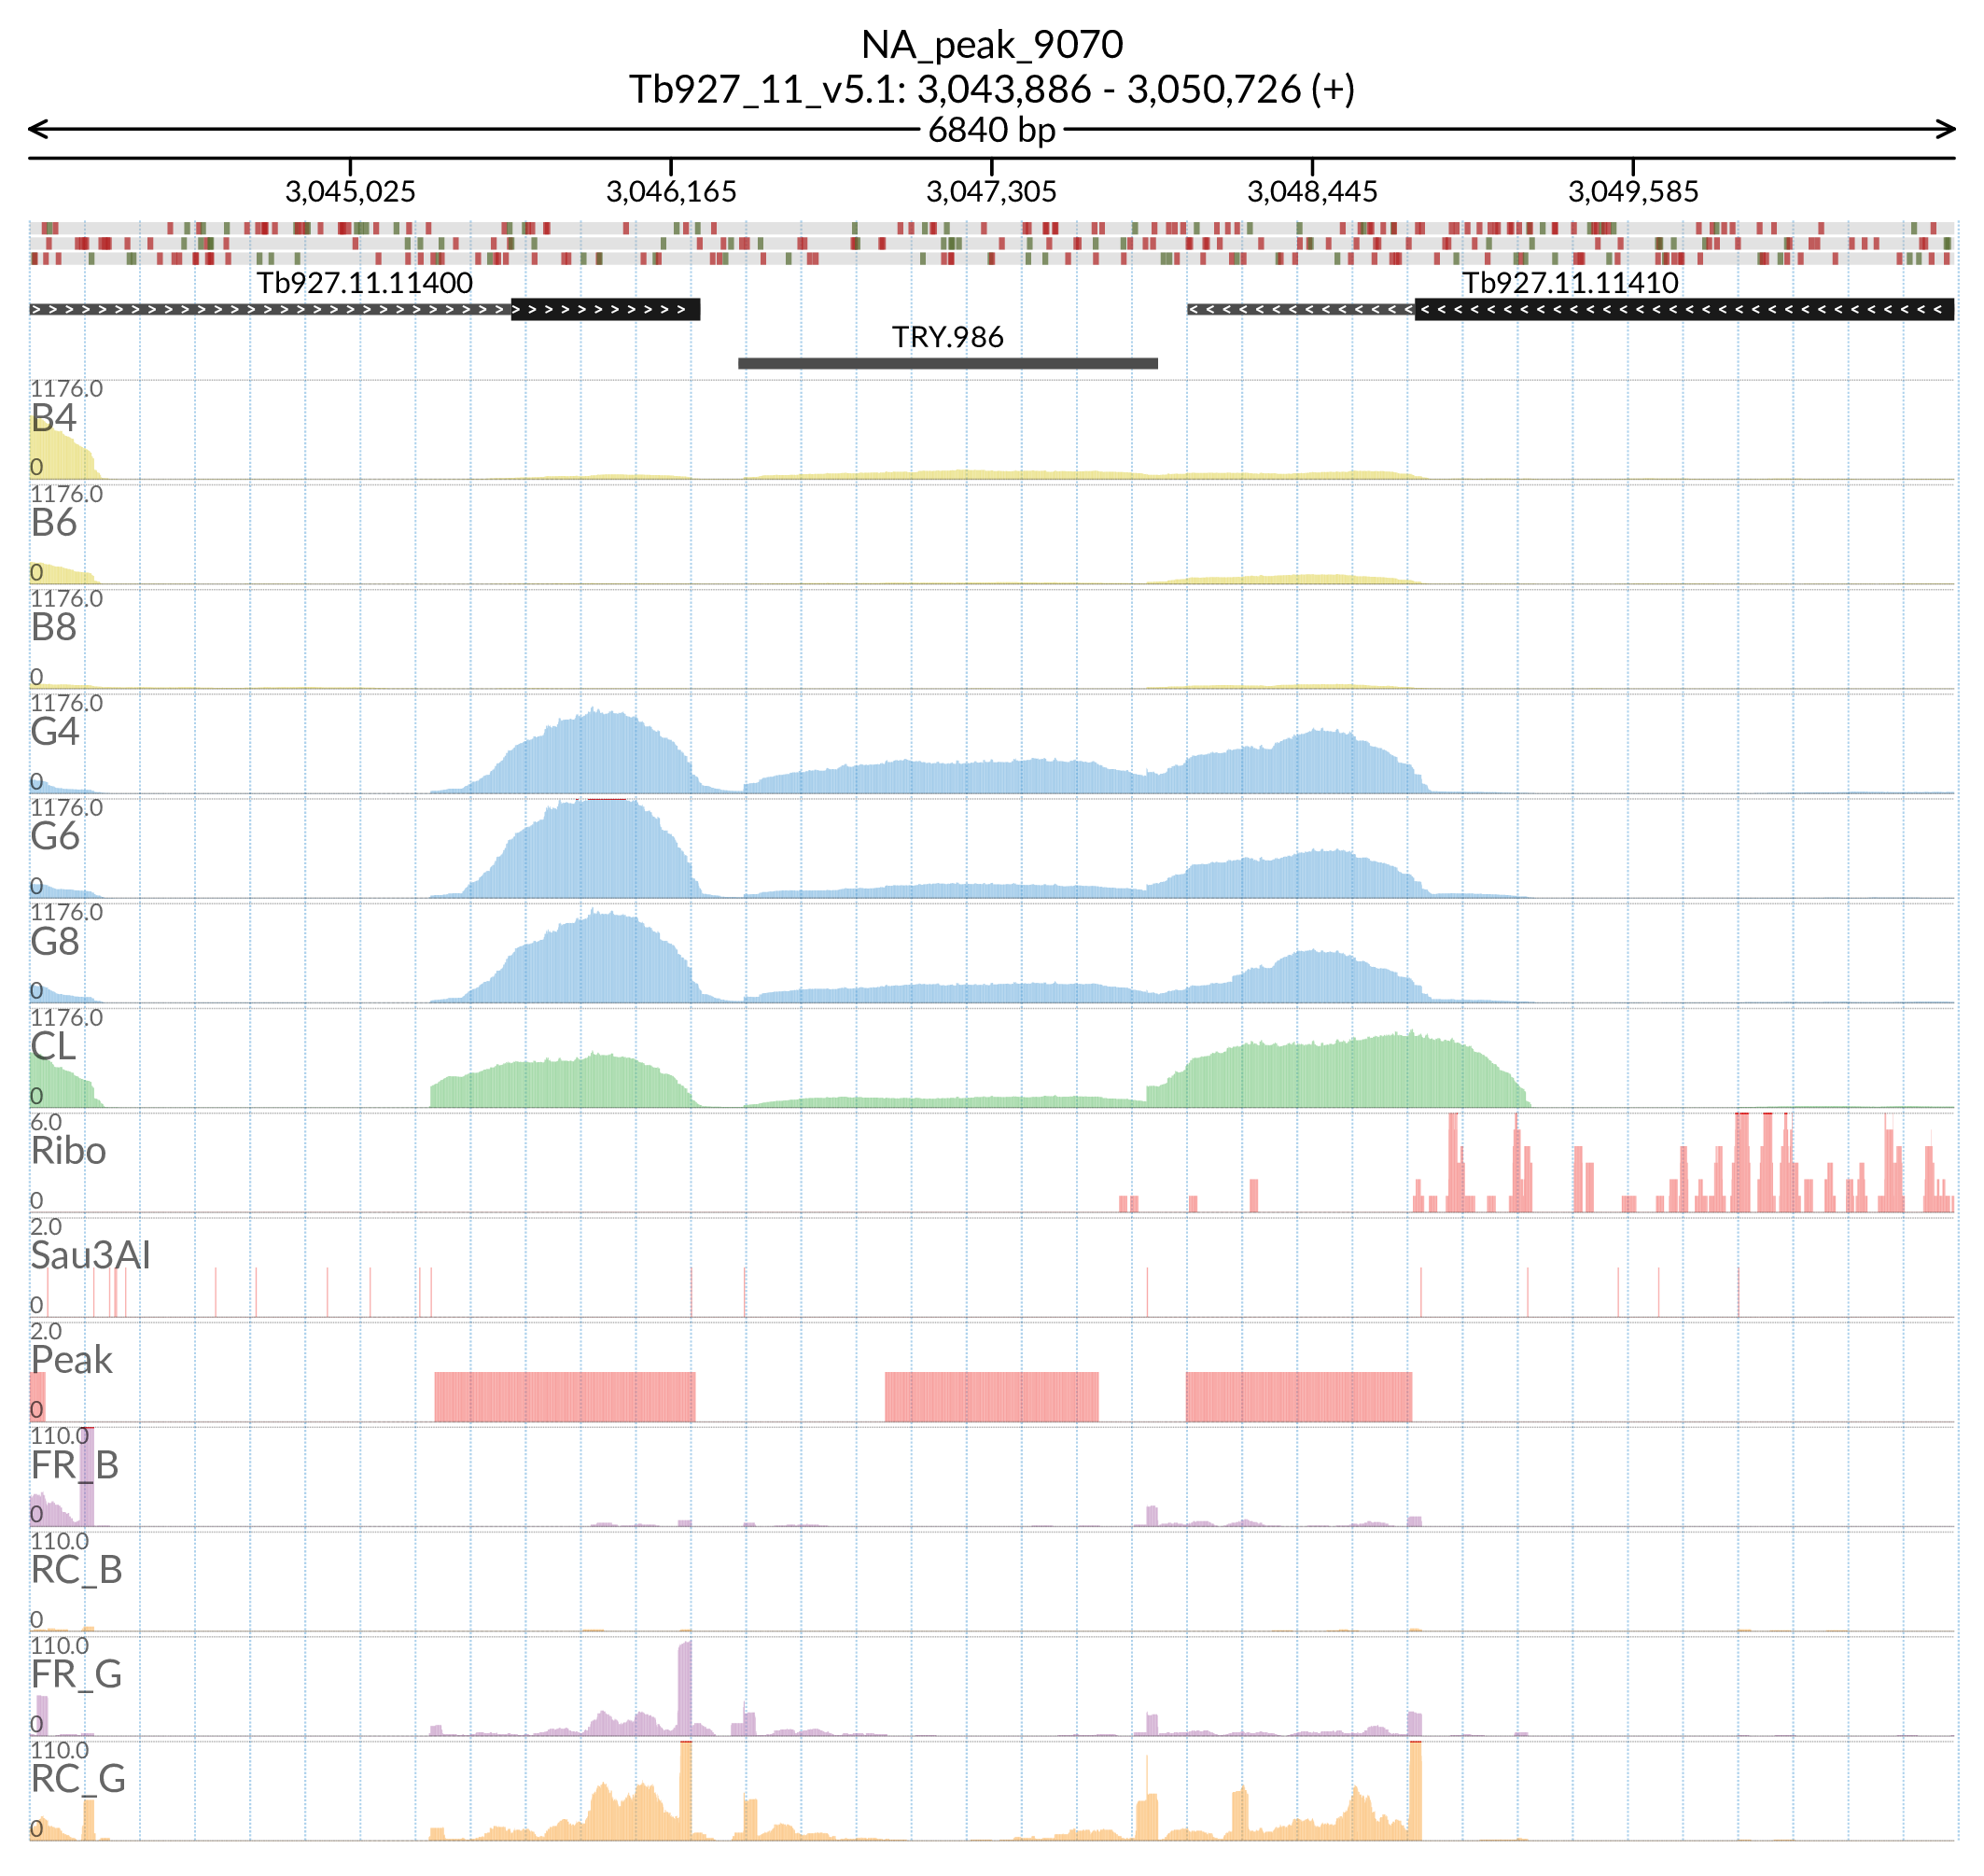 NA_peak_9070
Tb927_11_v5.1: 3,043,886 - 3,050,726 (+)
6840 bp
3,045,025 3,046,165 3,047,305 3,048,445 3,049,585
Tb927.11.11400 Tb927.11.11410
TRY.986
1176.0
B4
0
1176.0
B6
0
1176.0
B8
0
1176.0
G4
0
1176.0
G6
0
1176.0
G8
0
1176.0
CL
0
6.0
Ribo
0
2.0
Sau3AI
0
2.0
Peak
0
110.0
FR_B
0
110.0
RC_B
0
110.0
FR_G
0
110.0
RC_G
0